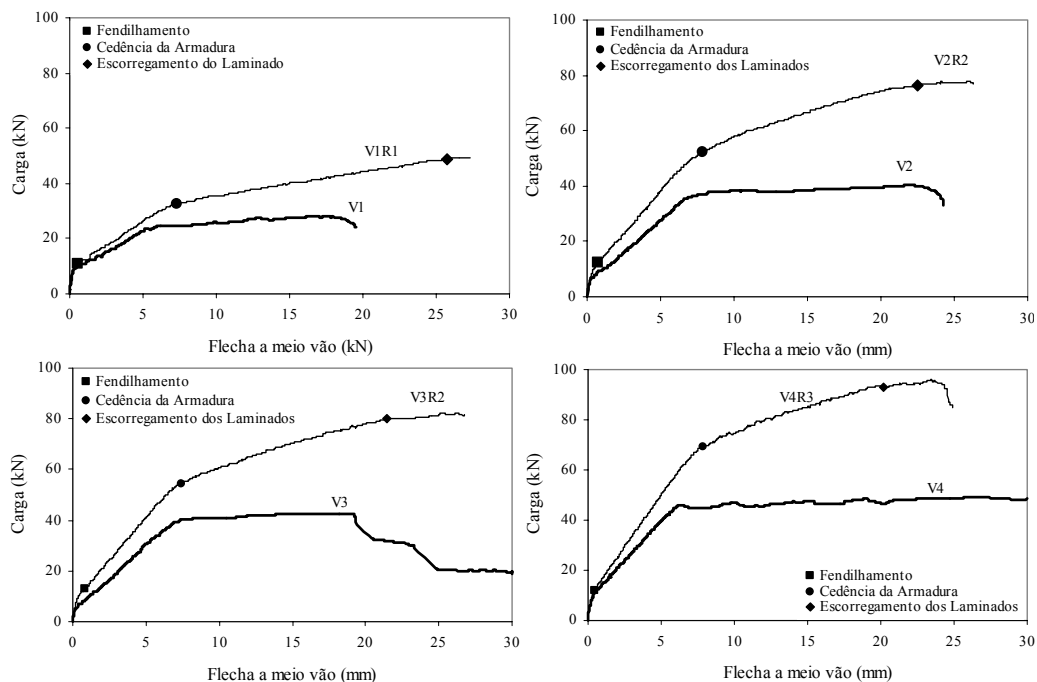 100
80
60
40
20
0
Carga (kN)
Fendilhamento
Cedência da Armadura
Escorregamento do Laminado
V1R1
V1
0 5 10 15 20 25 30
Flecha a meio vão (kN)
100
80
60
40
20
0
Carga (kN)
Fendilhamento
Cedência da Armadura
Escorregamento dos Laminados
V2R2
V2
0 5 10 15 20 25 30
Flecha a meio vão (mm)
100
80
60
40
20
0
Carga (kN)
Fendilhamento
Cedência da Armadura
Escorregamento dos Laminados
V3R2
V3
0 5 10 15 20 25 30
Flecha a meio vão (mm)
100
80
60
40
20
0
Carga (kN)
V4R3
V4
Fendilhamento
Cedência da Armadura
Escorregamento dos Laminados
0 5 10 15 20 25 30
Flecha a meio vão (mm)